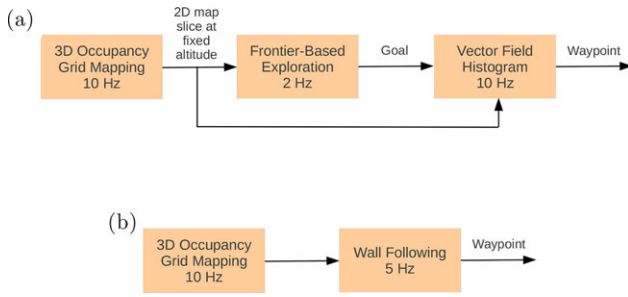 (a)
2D map
slice at
fixed
altitude
3D Occupancy
Grid Mapping
10 Hz
Frontier-Based
Exploration
2 Hz
Goal
Vector Field
Histogram
10 Hz
Waypoint
(b)
3D Occupancy
Grid Mapping
10 Hz
Wall Following
5 Hz
Waypoint